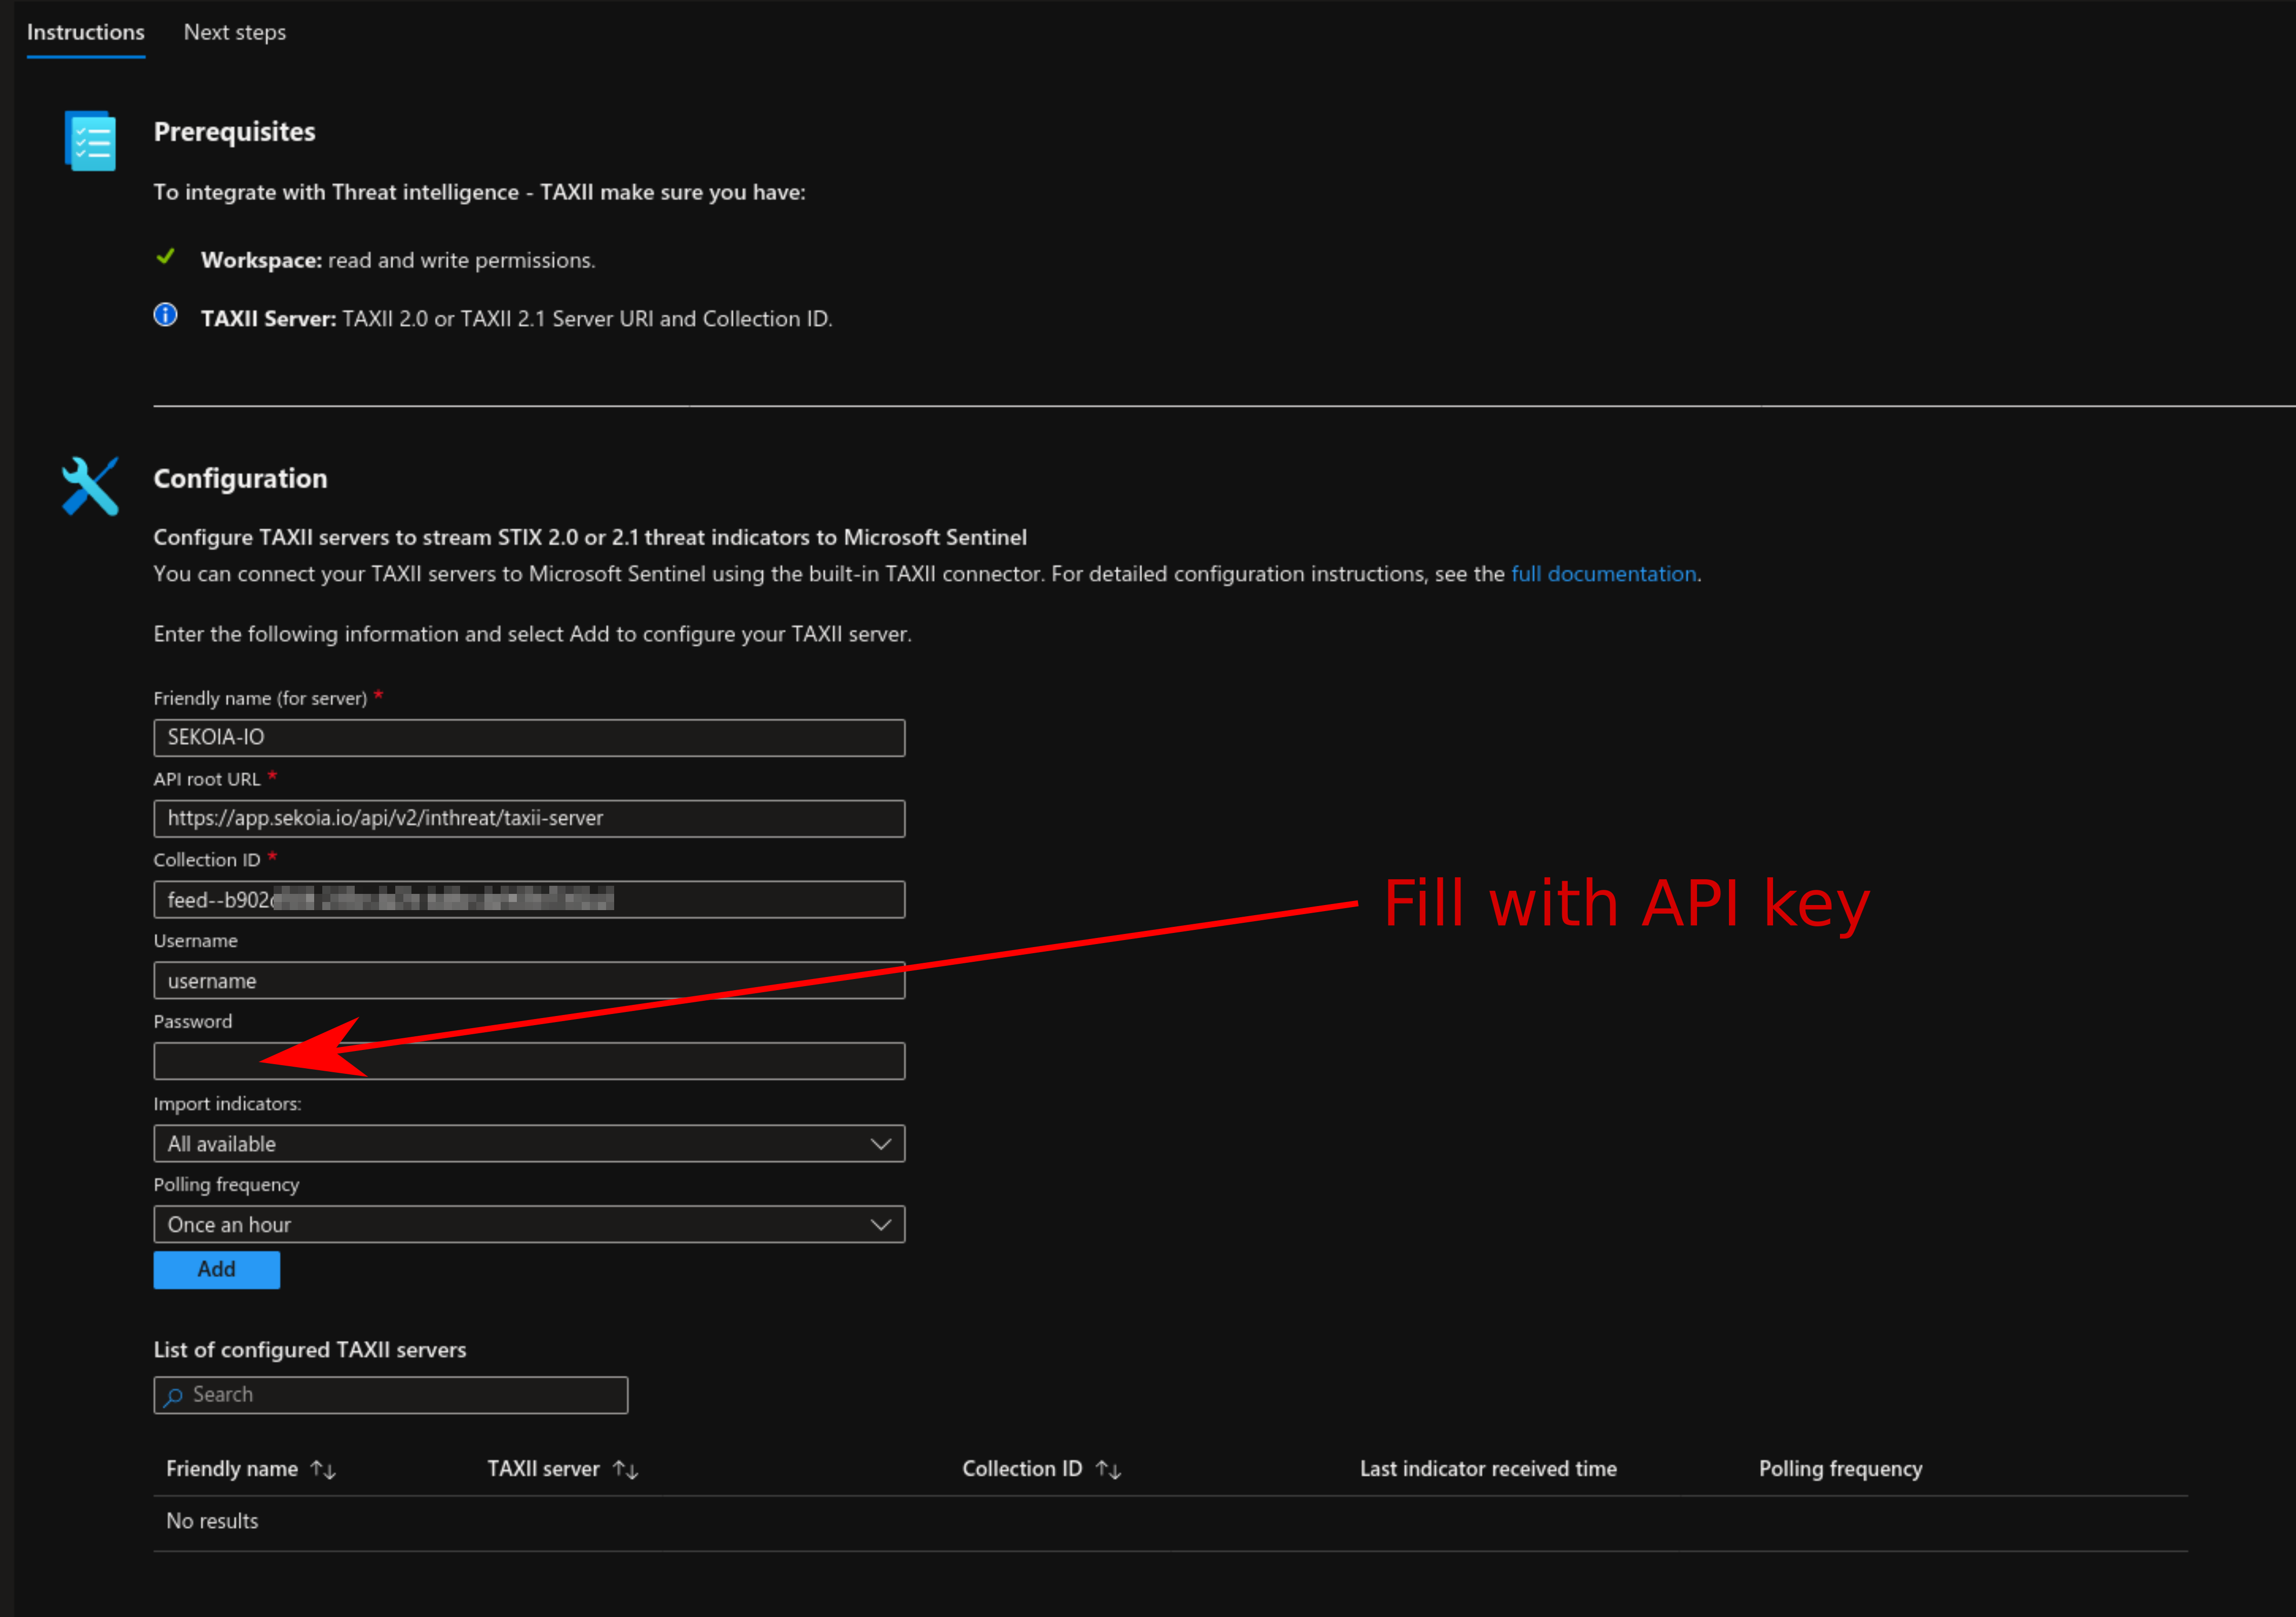 Instructions Next steps
Prerequisites
To integrate with Threat intelligence - TAXII make sure you have:
Workspace: read and write permissions.
TAXII Server: TAXII 2.0 or TAXII 2.1 Server URI and Collection ID.
Configuration
Configure TAXII servers to stream STIX 2.0 or 2.1 threat indicators to Microsoft Sentinel
You can connect your TAXII servers to Microsoft Sentinel using the built-in TAXII connector. For detailed configuration instructions, see the full documentation.
Enter the following information and select Add to configure your TAXII server.
Friendly name (for server) *
SEKOIA-IO
API root URL *
https://app.sekoia.io/api/v2/inthreat/taxii-server
Collection ID *
feed--b902
Fill with API key
Username
username
Password
Import indicators:
All available
Polling frequency
Once an hour
Add
List of configured TAXII servers
Search
Friendly name ↑↓ TAXII server ↑↓ Collection ID ↑↓ Last indicator received time Polling frequency
No results